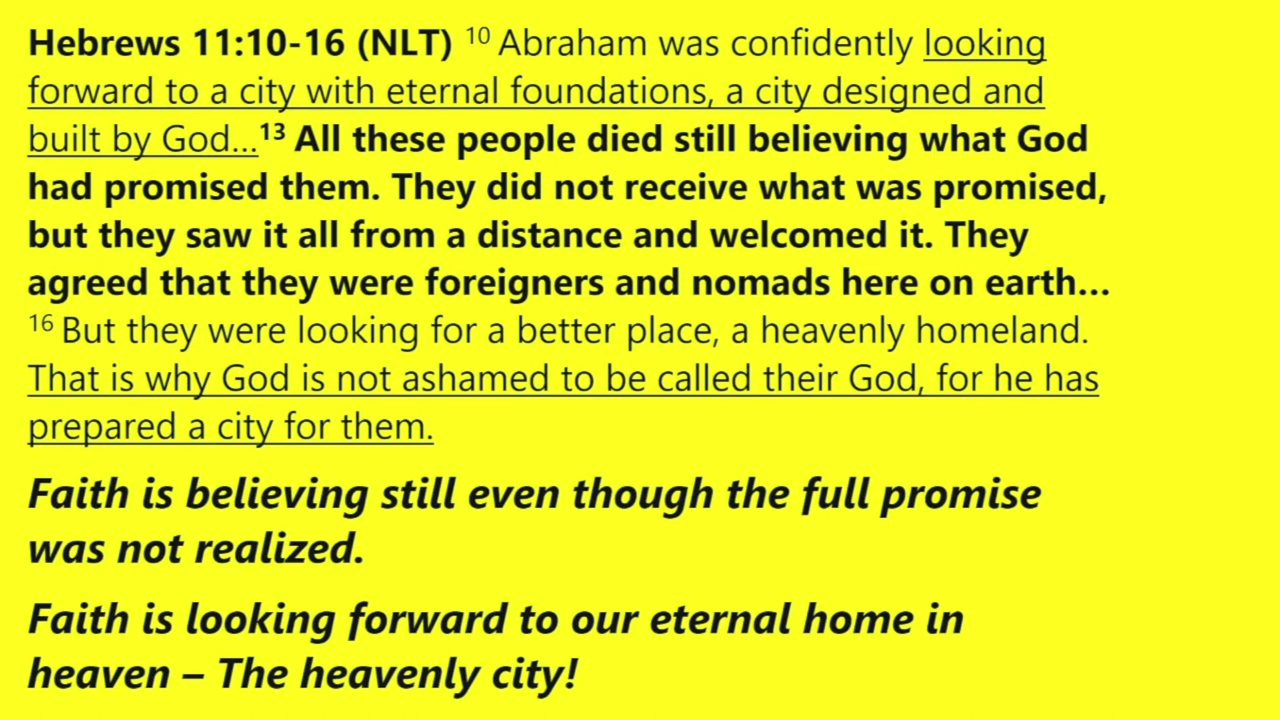 Hebrews 11:10-16 (NLT) 10 Abraham was confidently looking
forward to a city with eternal foundations, a city designed and
built by God...13 All these people died still believing what God
had promised them. They did not receive what was promised,
but they saw it all from a distance and welcomed it. They
agreed that they were foreigners and nomads here on earth...
16 But they were looking for a better place, a heavenly homeland.
That is why God is not ashamed to be called their God, for he has
prepared a city for them.
Faith is believing still even though the full promise
was not realized.
Faith is looking forward to our eternal home in
heaven – The heavenly city!